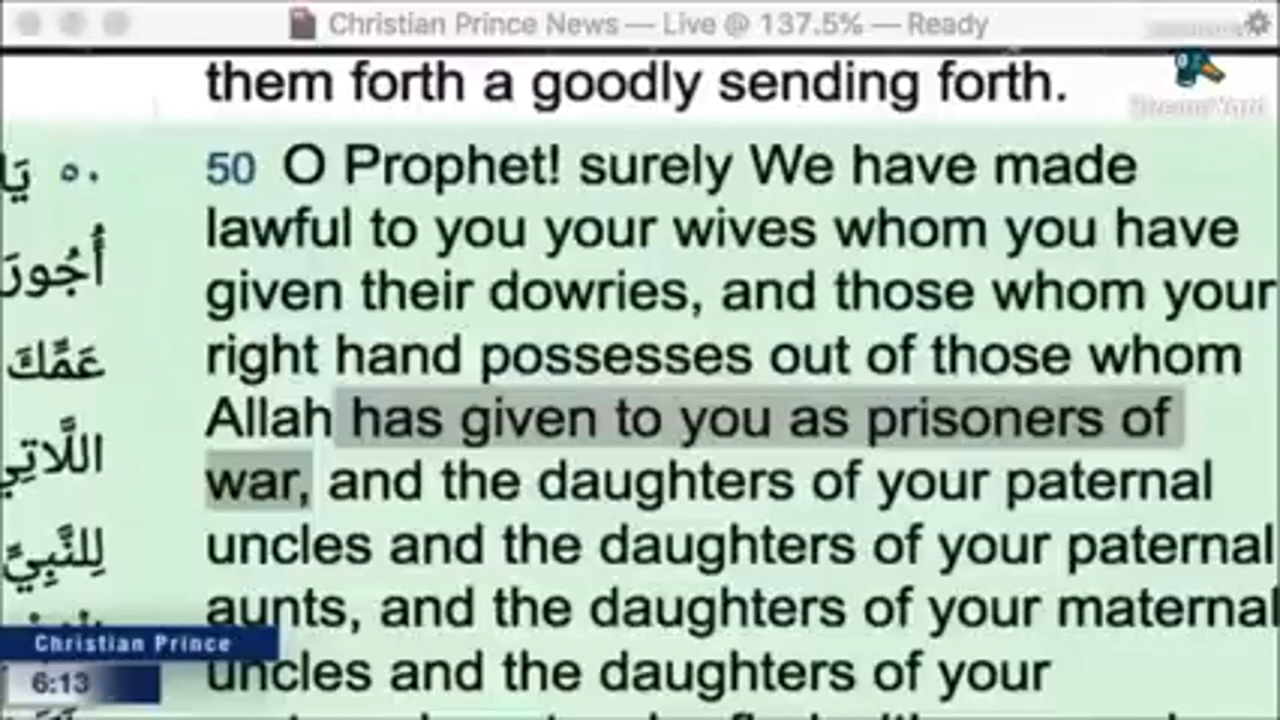 Christian Prince News — Live @ 137.5% — Ready
them forth a goodly sending forth.
50 O Prophet! surely We have made
lawful to you your wives whom you have
given their dowries, and those whom your
right hand possesses out of those whom
Allah has given to you as prisoners of
war, and the daughters of your paternal
uncles and the daughters of your paternal
aunts, and the daughters of your maternal
uncles and the daughters of your
٥٠ يَا
أُجُورَ
عَمِّكَ
اللَّاتِي
لِلنَّبِيِّ
Christian Prince
6:13